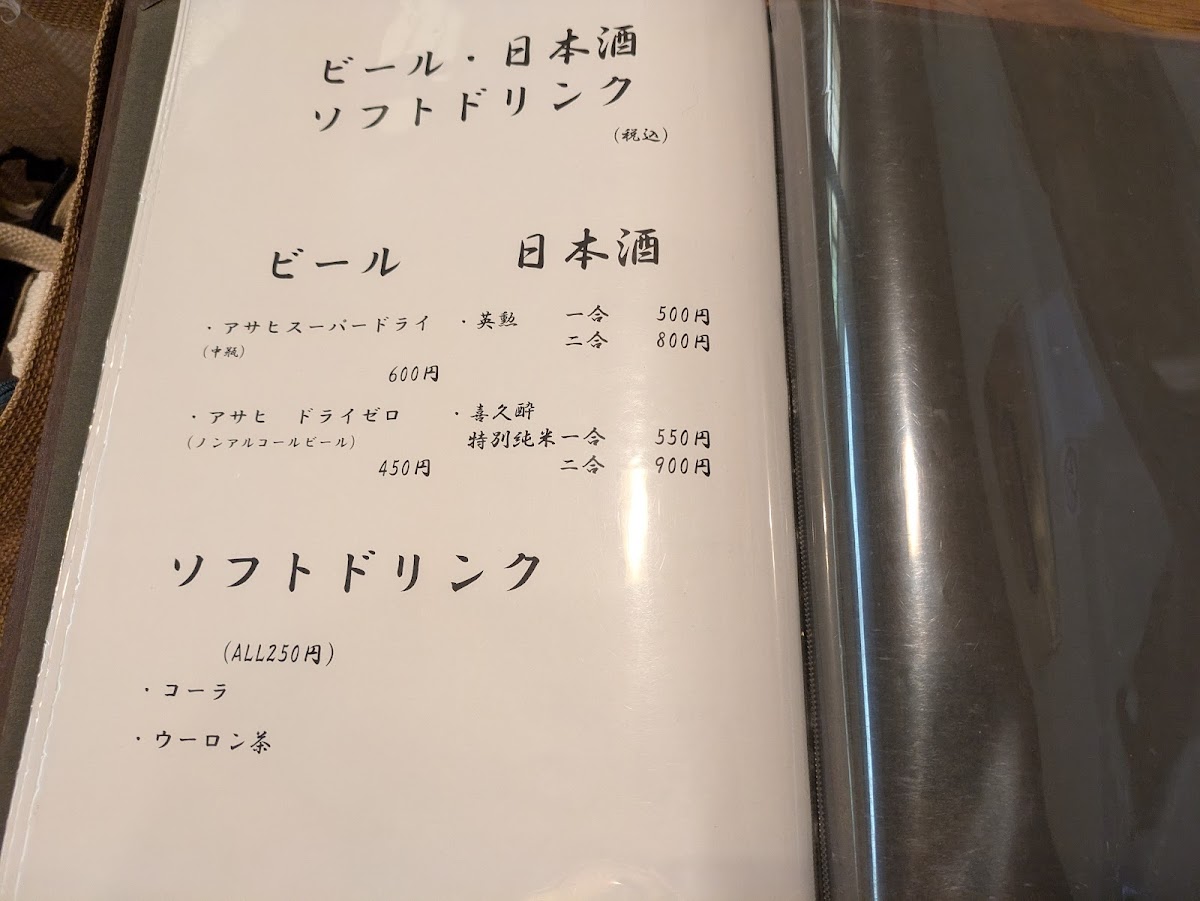 ビール・日本酒
ソフトドリンク
(税込)
ビール
・アサヒスーパードライ
(中瓶)
600円
・アサヒ ドライゼロ
(ノンアルコールビール)
450円
日本酒
・英勲 一合 500円
二合 800円
・喜久酔
特別純米一合 550円
二合 900円
ソフトドリンク
(ALL250円)
・コーラ
・ウーロン茶